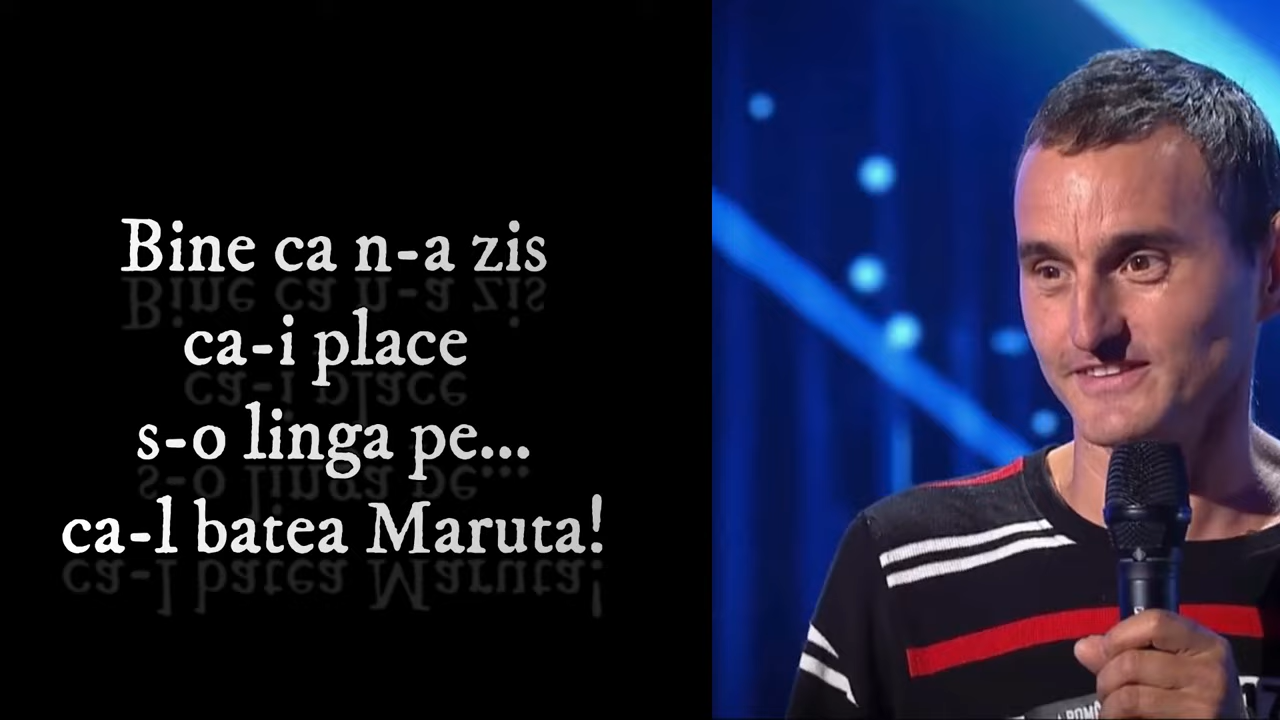 Bine ca n-a zis
ca-i place
s-o linga pe...
ca-l batea Maruta!